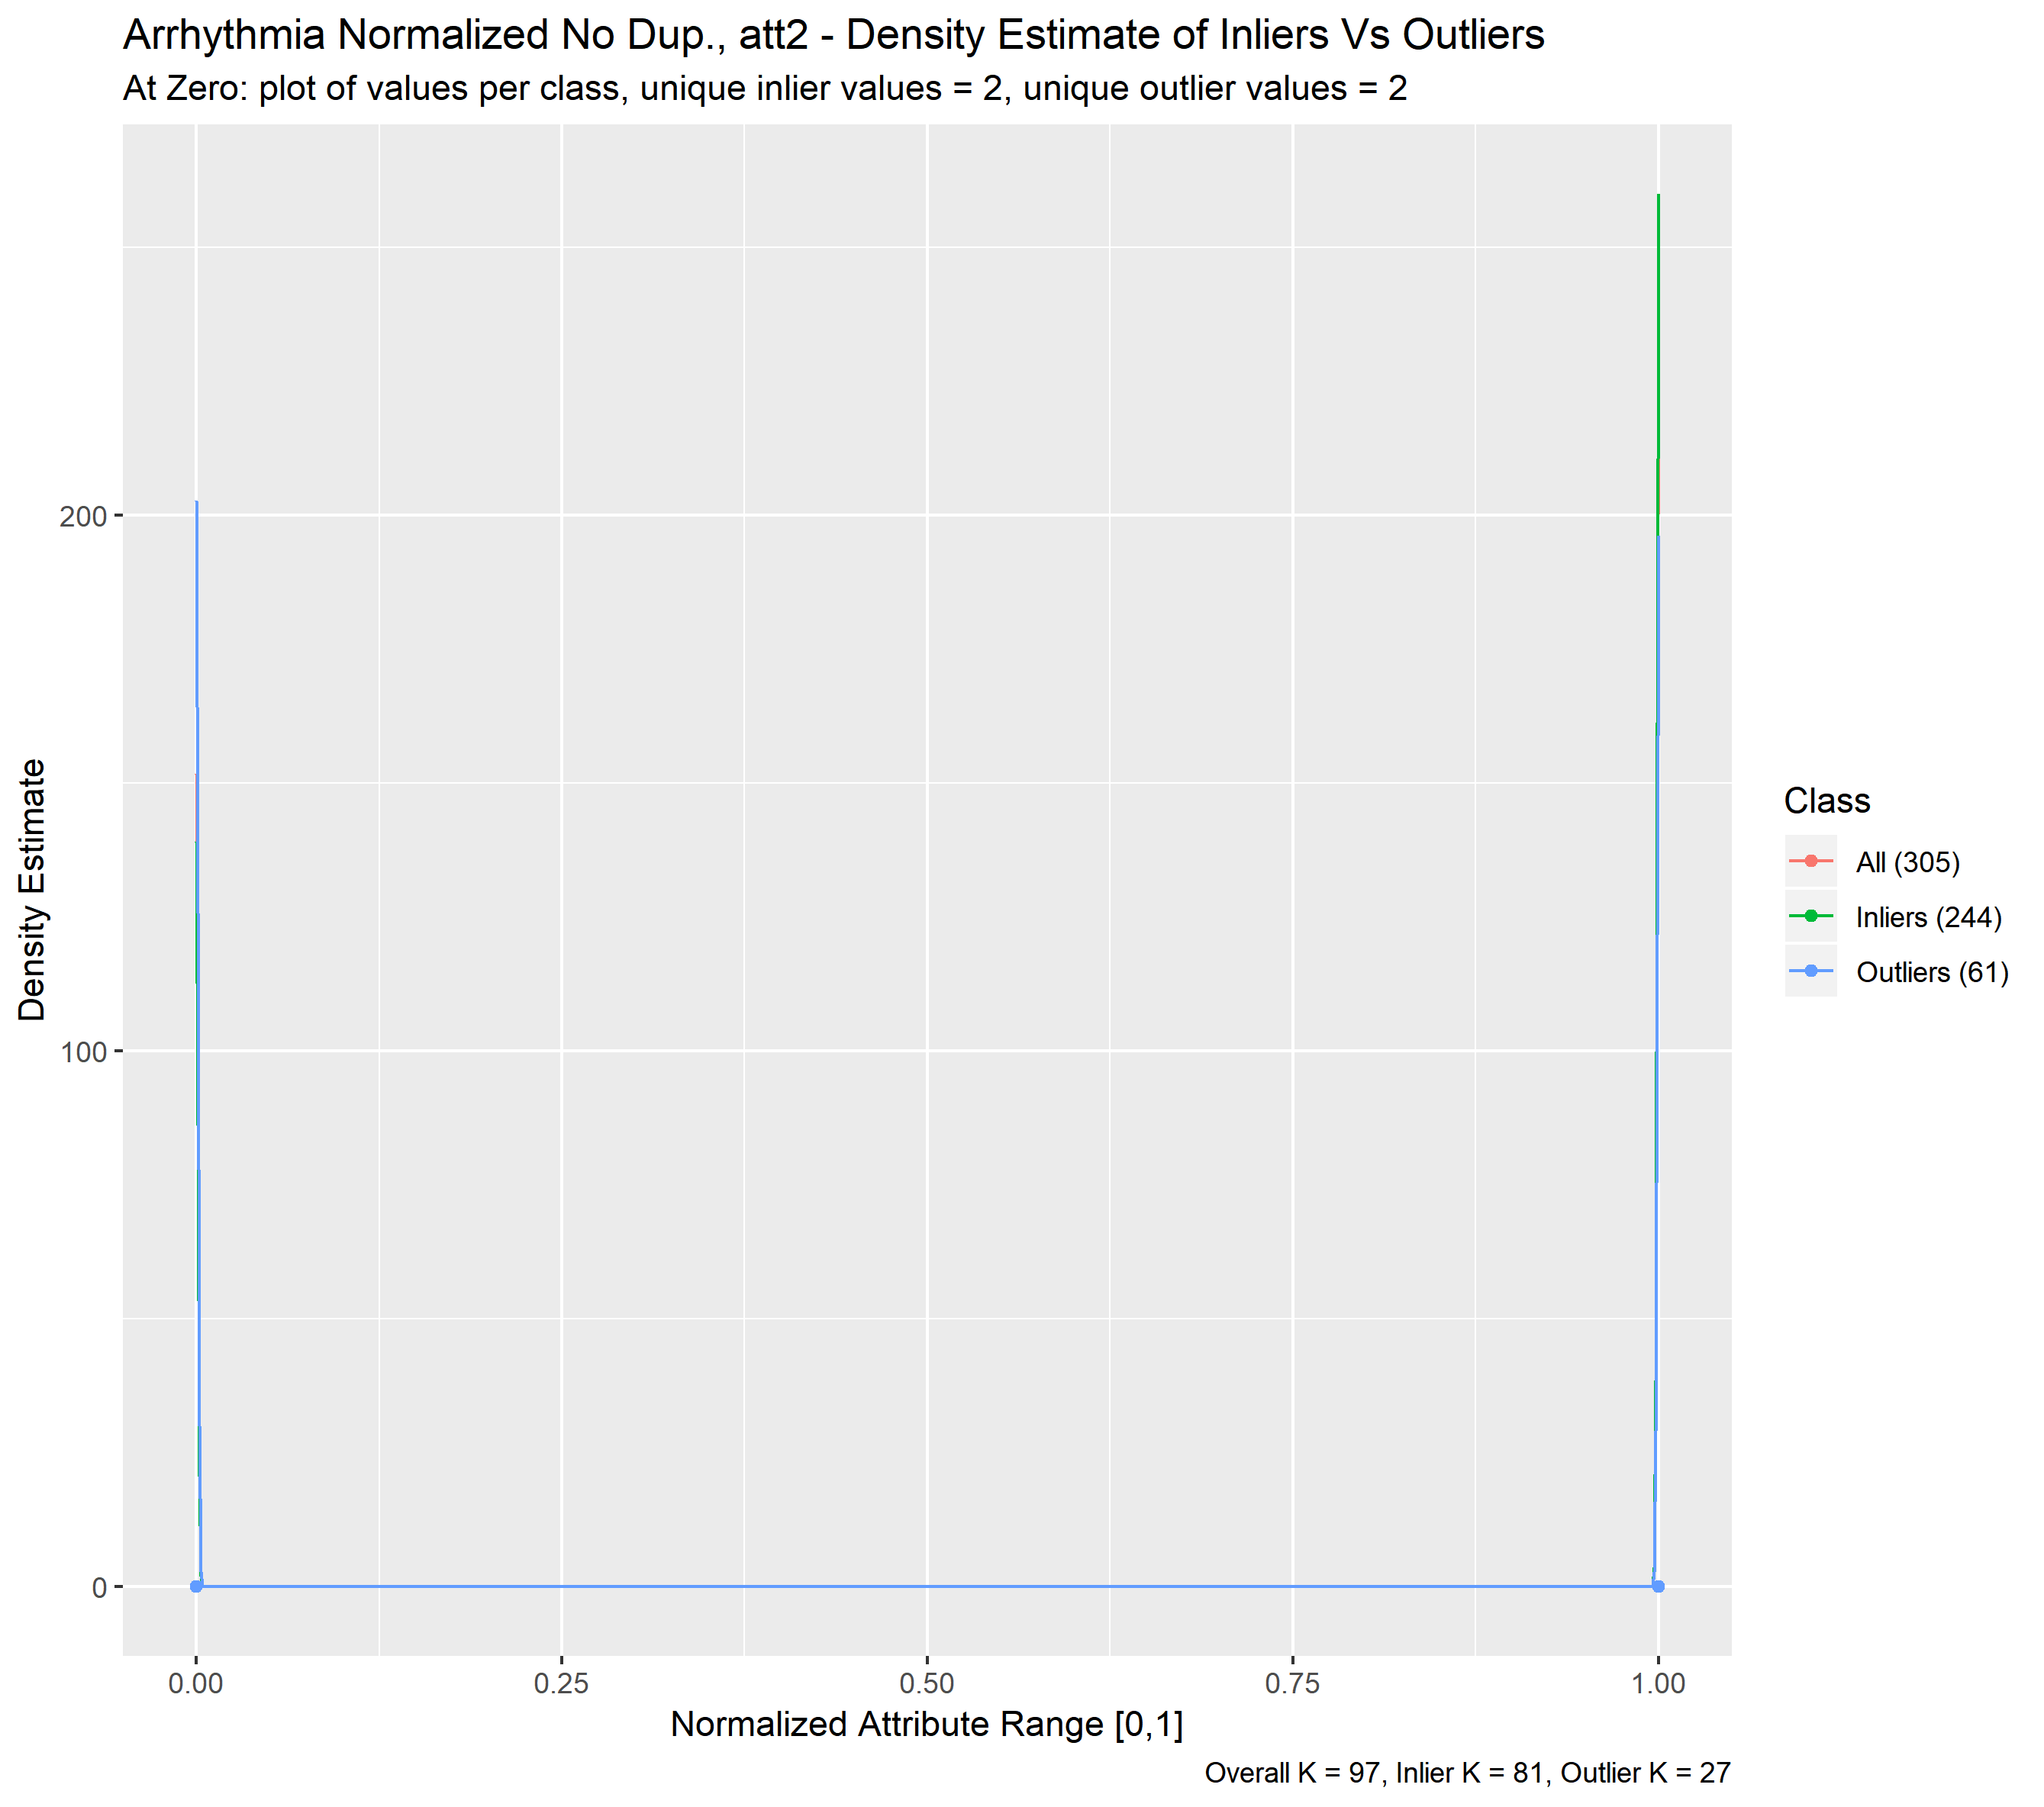 Arrhythmia Normalized No Dup., att2 - Density Estimate of Inliers Vs Outliers
At Zero: plot of values per class, unique inlier values = 2, unique outlier values = 2
Density Estimate
200
100
0
0.00
0.25
0.50
0.75
1.00
Normalized Attribute Range [0,1]
Class
All (305)
Inliers (244)
Outliers (61)
Overall K = 97, Inlier K = 81, Outlier K = 27